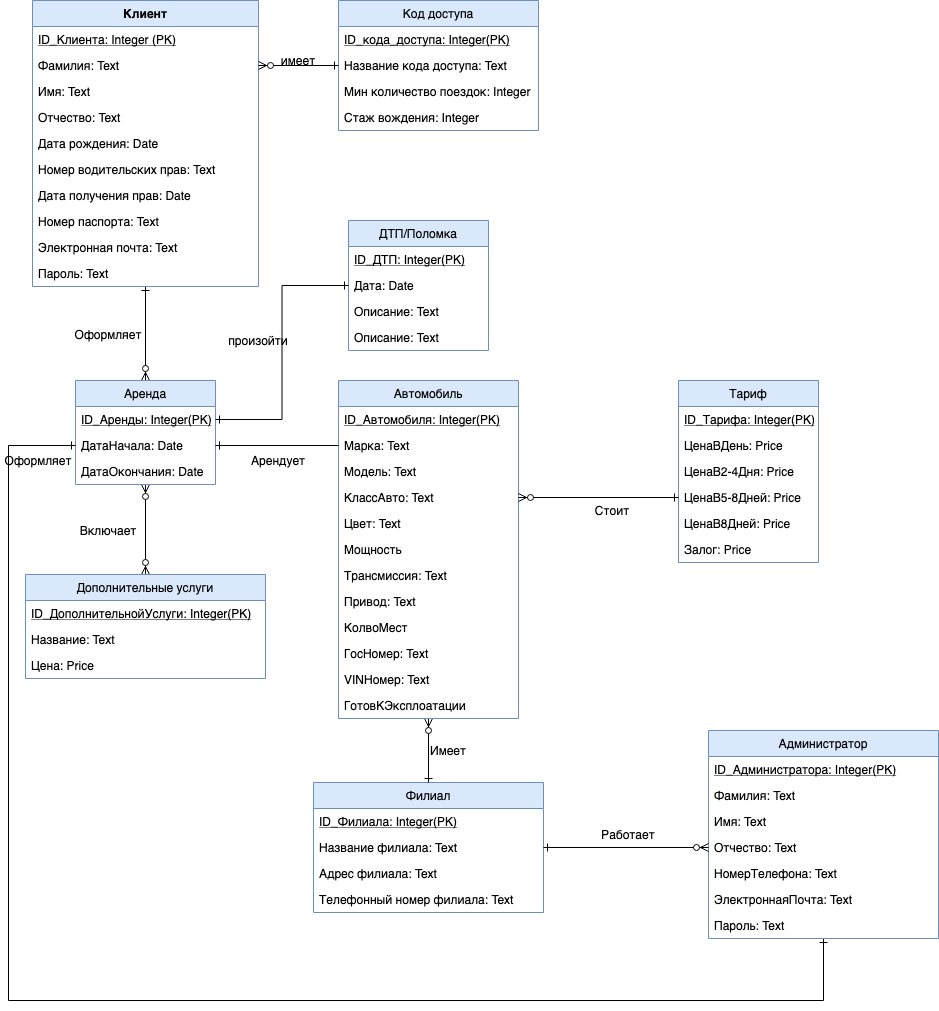 Клиент
ID_Клиента: Integer (PK)
Фамилия: Text
Имя: Text
Отчество: Text
Дата рождения: Date
Номер водительских прав: Text
Дата получения прав: Date
Номер паспорта: Text
Электронная почта: Text
Пароль: Text
имеет
Код доступа
ID_кода_доступа: Integer(PK)
Название кода доступа: Text
Мин количество поездок: Integer
Стаж вождения: Integer
ДТП/Поломка
ID_ДТП: Integer(PK)
Дата: Date
Описание: Text
Описание: Text
Оформляет
произойти
Аренда
ID_Аренды: Integer(PK)
ДатаНачала: Date
ДатаОкончания: Date
Оформляет
Арендует
Включает
Дополнительные услуги
ID_ДополнительнойУслуги: Integer(PK)
Название: Text
Цена: Price
Автомобиль
ID_Автомобиля: Integer(PK)
Марка: Text
Модель: Text
КлассАвто: Text
Цвет: Text
Мощность
Трансмиссия: Text
Привод: Text
КолвоМест
ГосНомер: Text
VINНомер: Text
ГотовКЭксплоатации
Стоит
Тариф
ID_Тарифа: Integer(PK)
ЦенаВДень: Price
ЦенаВ2-4Дня: Price
ЦенаВ5-8Дней: Price
ЦенаВ8Дней: Price
Залог: Price
Имеет
Филиал
ID_Филиала: Integer(PK)
Название филиала: Text
Адрес филиала: Text
Телефонный номер филиала: Text
Работает
Администратор
ID_Администратора: Integer(PK)
Фамилия: Text
Имя: Text
Отчество: Text
НомерТелефона: Text
ЭлектроннаяПочта: Text
Пароль: Text